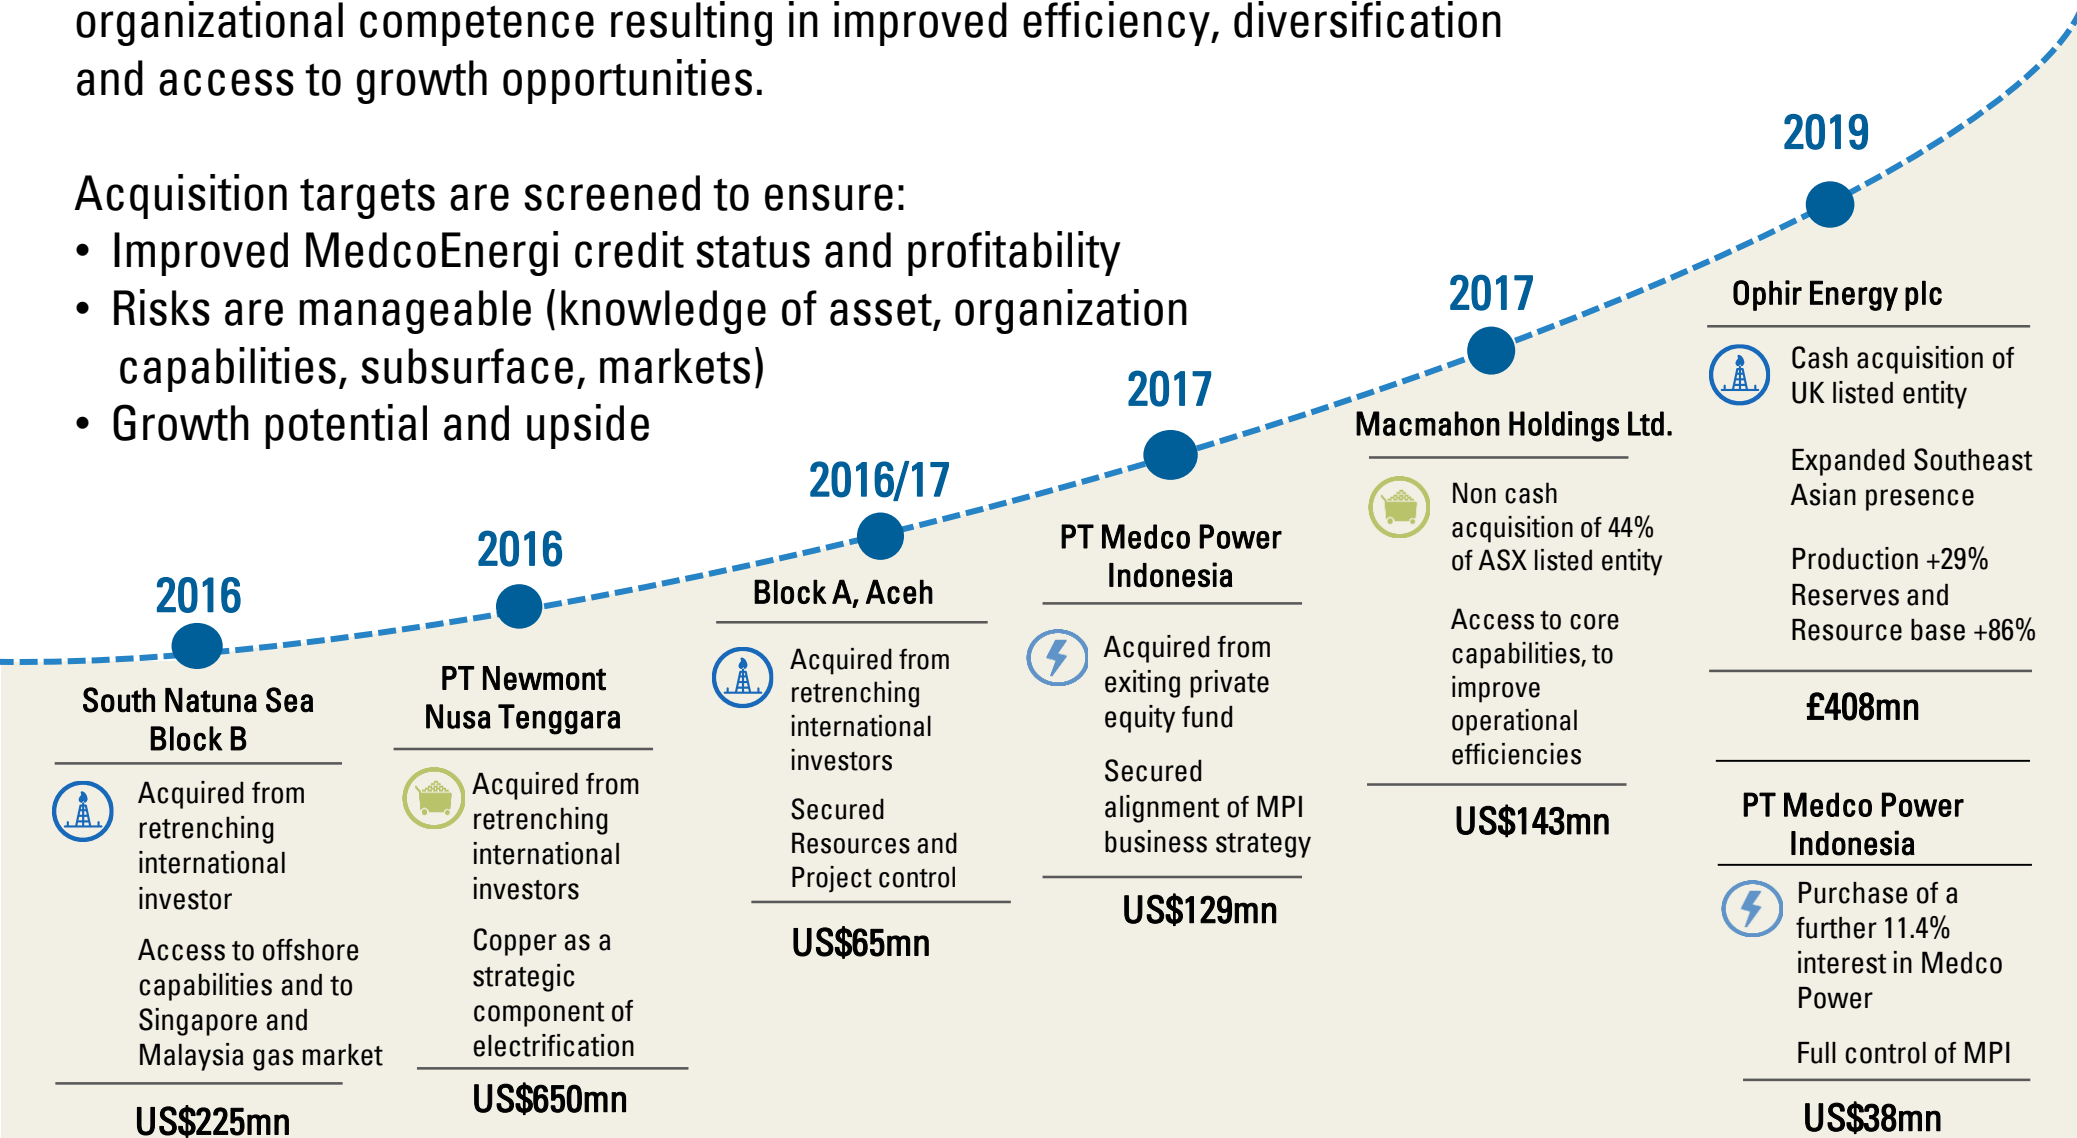 organizational competence resulting in improved efficiency, diversification
and access to growth opportunities.
Acquisition targets are screened to ensure:
• Improved MedcoEnergi credit status and profitability
• Risks are manageable (knowledge of asset, organization
capabilities, subsurface, markets)
• Growth potential and upside
2016
South Natuna Sea
Block B
Acquired from
retrenching
international
investor
Access to offshore
capabilities and to
Singapore and
Malaysia gas market
US$225mn
2016
PT Newmont
Nusa Tenggara
Acquired from
retrenching
international
investors
Copper as a
strategic
component of
electrification
US$650mn
2016/17
Block A, Aceh
Acquired from
retrenching
international
investors
Secured
Resources and
Project control
US$65mn
2017
PT Medco Power
Indonesia
Acquired from
exiting private
equity fund
Secured
alignment of MPI
business strategy
US$129mn
2017
Macmahon Holdings Ltd.
Non cash
acquisition of 44%
of ASX listed entity
Access to core
capabilities, to
improve
operational
efficiencies
US$143mn
2019
Ophir Energy plc
Cash acquisition of
UK listed entity
Expanded Southeast
Asian presence
Production +29%
Reserves and
Resource base +86%
£408mn
PT Medco Power
Indonesia
Purchase of a
further 11.4%
interest in Medco
Power
Full control of MPI
US$38mn